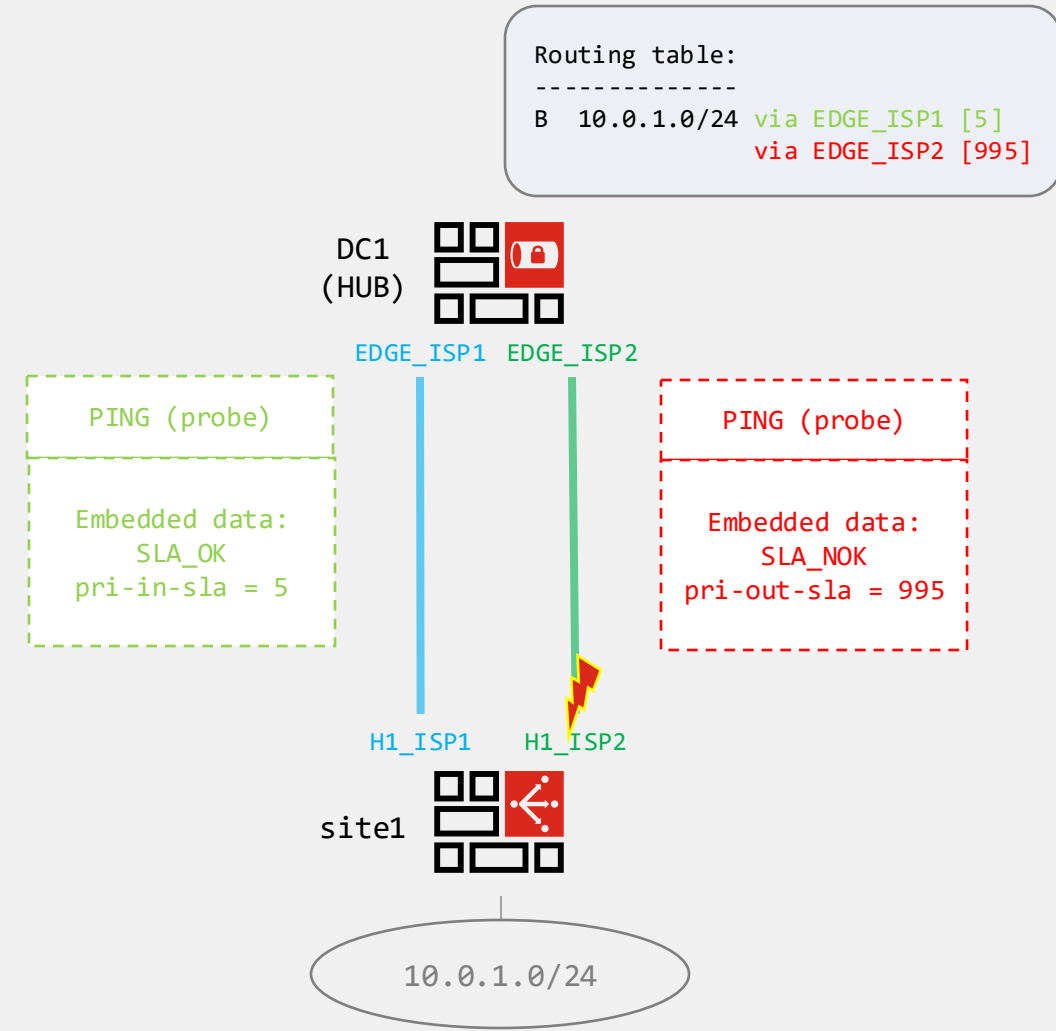 Routing table:
--------------
B  10.0.1.0/24 via EDGE_ISP1 [5]
via EDGE_ISP2 [995]
DC1
(HUB)
EDGE_ISP1 EDGE_ISP2
PING (probe)
Embedded data:
SLA_OK
pri-in-sla = 5
PING (probe)
Embedded data:
SLA_NOK
pri-out-sla = 995
H1_ISP1
H1_ISP2
site1
10.0.1.0/24